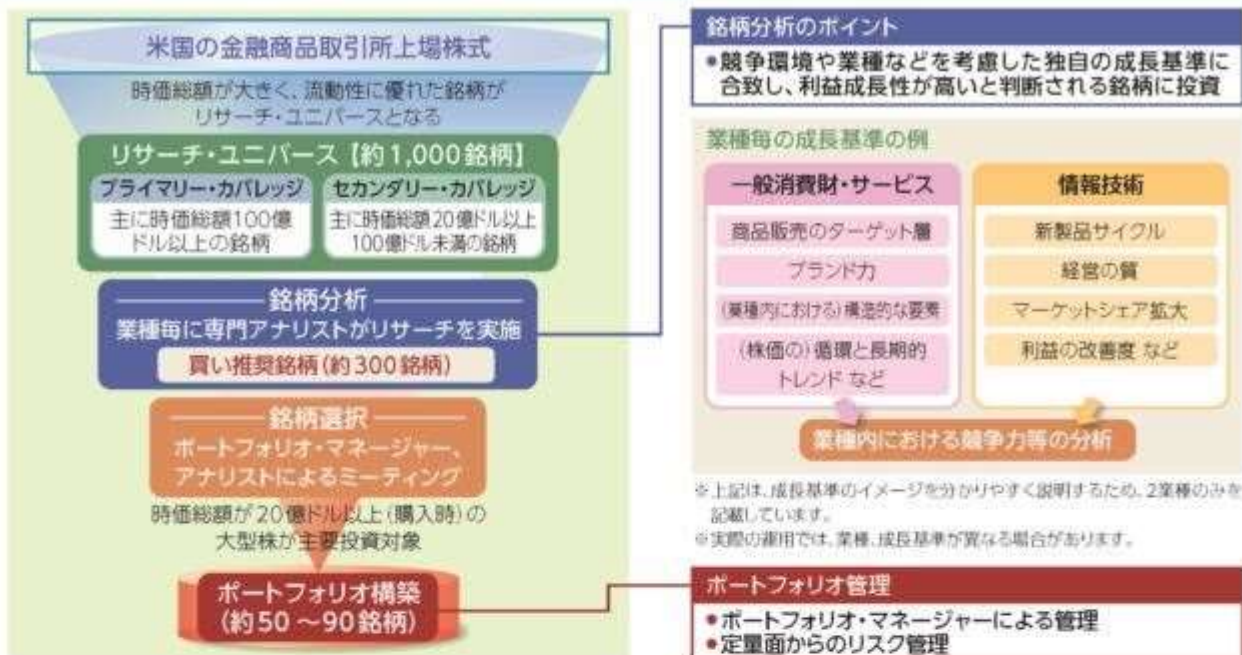 米国の金融商品取引所上場株式
時価総額が大きく、流動性に優れた銘柄が
リサーチ・ユニバースとなる
リサーチ・ユニバース【約1,000銘柄】
プライマリー・カバレッジ
主に時価総額100億
ドル以上の銘柄
セカンダリー・カバレッジ
主に時価総額20億ドル以上
100億ドル未満の銘柄
銘柄分析
業種毎に専門アナリストがリサーチを実施
買い推奨銘柄(約300銘柄)
銘柄選択
ポートフォリオ・マネージャー、
アナリストによるミーティング
時価総額が20億ドル以上(購入時)の
大型株が主要投資対象
ポートフォリオ構築
(約50～90銘柄)
銘柄分析のポイント
●競争環境や業種などを考慮した独自の成長基準に
合致し、利益成長性が高いと判断される銘柄に投資
業種毎の成長基準の例
一般消費財・サービス
商品販売のターゲット層
ブランド力
(業種内における)構造的な要素
(株価の)循環と長期的
トレンド など
情報技術
新製品サイクル
経営の質
マーケットシェア拡大
利益の改善度 など
業種内における競争力等の分析
※上記は、成長基準のイメージを分かりやすく説明するため、2業種のみを
記載しています。
※実際の運用では、業種、成長基準が異なる場合があります。
ポートフォリオ管理
●ポートフォリオ・マネージャーによる管理
●定量面からのリスク管理